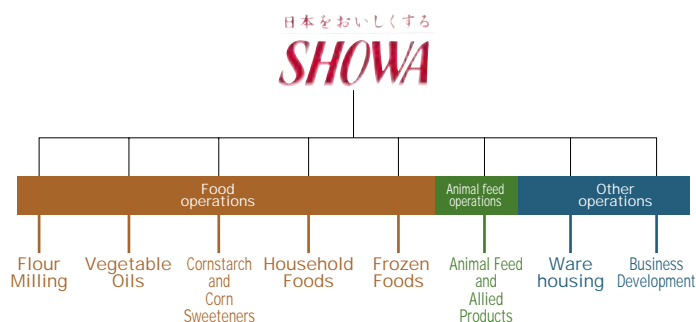 日本をおいしくする
SHOWA
Food
operations
Animal feed
operations
Other
operations
Flour
Milling
Vegetable
Oils
Cornstarch
and
Corn
Sweeteners
Household
Foods
Frozen
Foods
Animal Feed
and
Allied
Products
Ware
housing
Business
Development